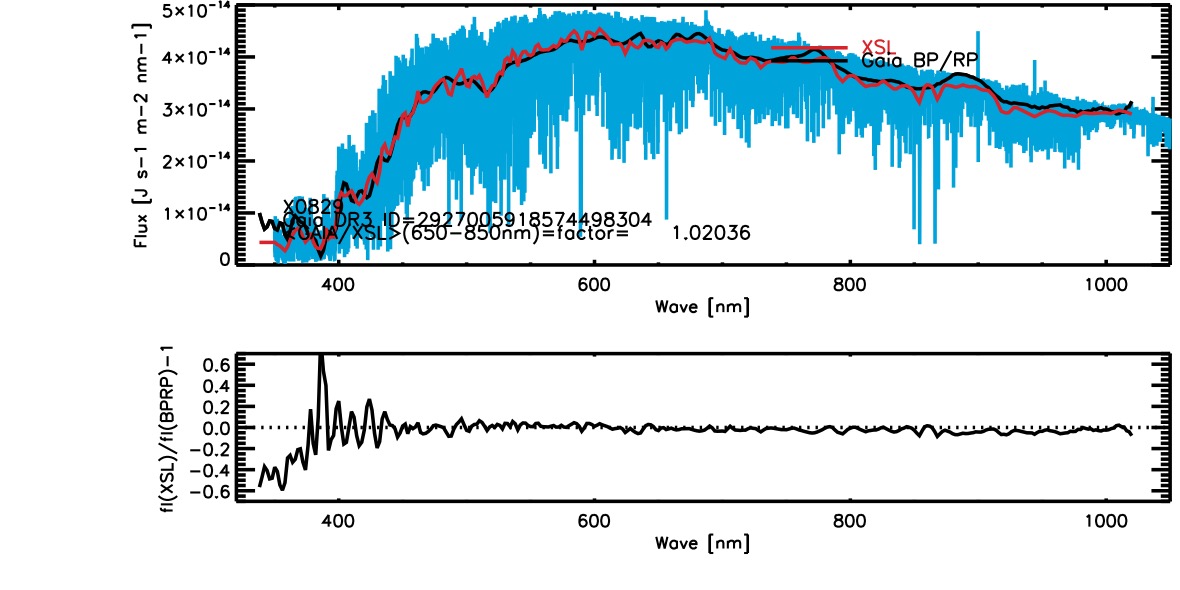 5×10⁻¹⁴
4×10⁻¹⁴
3×10⁻¹⁴
2×10⁻¹⁴
1×10⁻¹⁴
0
Flux [J s-1 m-2 nm-1]
XSL
Gaia BP/RP
X0829
Gaia DR3 ID=2927005918574498304
<GAIA/XSL>(650-850nm)=factor= 1.02036
400 600 800 1000
Wave [nm]
0.6
0.4
0.2
0.0
-0.2
-0.4
-0.6
fl(XSL)/fl(BPRP)-1
400 600 800 1000
Wave [nm]